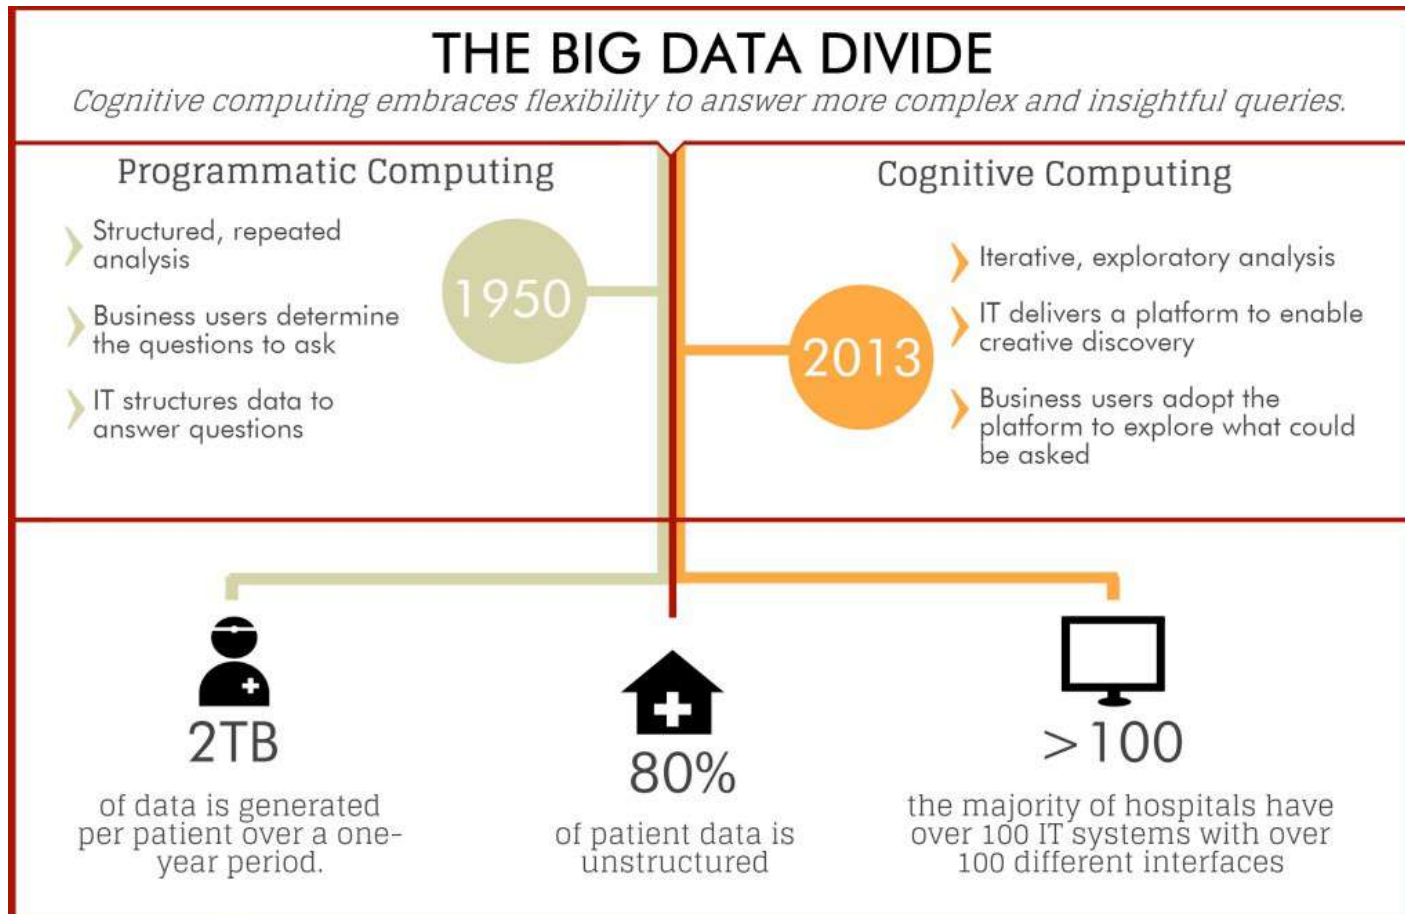 THE BIG DATA DIVIDE
Cognitive computing embraces flexibility to answer more complex and insightful queries.
Programmatic Computing
Structured, repeated
analysis
Business users determine
the questions to ask
IT structures data to
answer questions
1950
Cognitive Computing
2013
Iterative, exploratory analysis
IT delivers a platform to enable
creative discovery
Business users adopt the
platform to explore what could
be asked
2TB
of data is generated
per patient over a one-
year period.
80%
of patient data is
unstructured
>100
the majority of hospitals have
over 100 IT systems with over
100 different interfaces